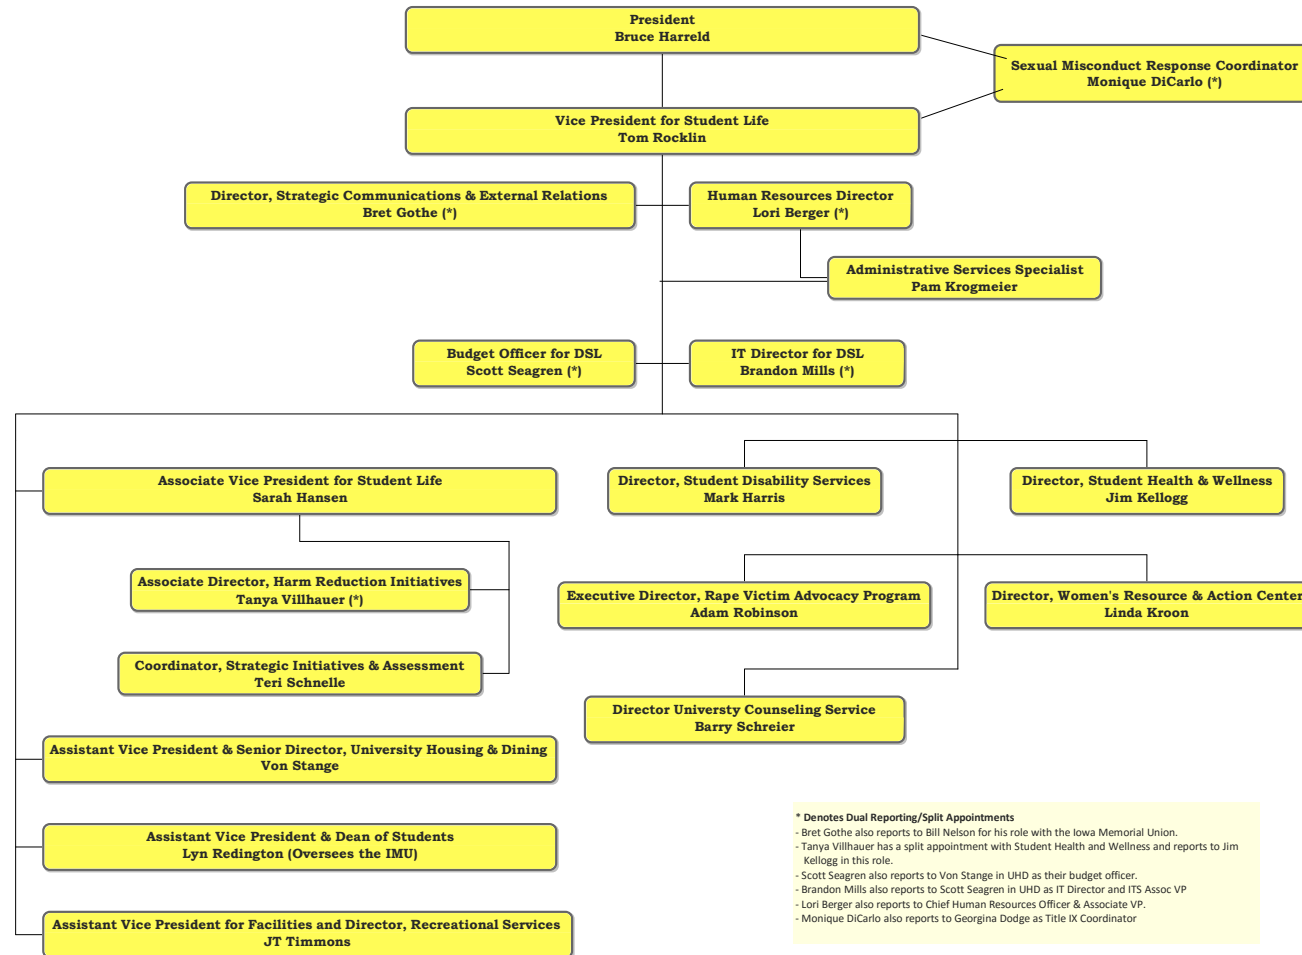 President
Bruce Harreld
Sexual Misconduct Response Coordinator
Monique DiCarlo (*)
Vice President for Student Life
Tom Rocklin
Director, Strategic Communications & External Relations
Bret Gothe (*)
Human Resources Director
Lori Berger (*)
Administrative Services Specialist
Pam Krogmeier
Budget Officer for DSL
Scott Seagren (*)
IT Director for DSL
Brandon Mills (*)
Associate Vice President for Student Life
Sarah Hansen
Director, Student Disability Services
Mark Harris
Director, Student Health & Wellness
Jim Kellogg
Associate Director, Harm Reduction Initiatives
Tanya Villhauer (*)
Executive Director, Rape Victim Advocacy Program
Adam Robinson
Director, Women's Resource & Action Center
Linda Kroon
Coordinator, Strategic Initiatives & Assessment
Teri Schnelle
Director Universty Counseling Service
Barry Schreier
Assistant Vice President & Senior Director, University Housing & Dining
Von Stange
Assistant Vice President & Dean of Students
Lyn Redington (Oversees the IMU)
Assistant Vice President for Facilities and Director, Recreational Services
JT Timmons
* Denotes Dual Reporting/Split Appointments
- Bret Gothe also reports to Bill Nelson for his role with the Iowa Memorial Union.
- Tanya Villhauer has a split appointment with Student Health and Wellness and reports to Jim
Kellogg in this role.
- Scott Seagren also reports to Von Stange in UHD as their budget officer.
- Brandon Mills also reports to Scott Seagren in UHD as IT Director and ITS Assoc VP
- Lori Berger also reports to Chief Human Resources Officer & Associate VP.
- Monique DiCarlo also reports to Georgina Dodge as Title IX Coordinator